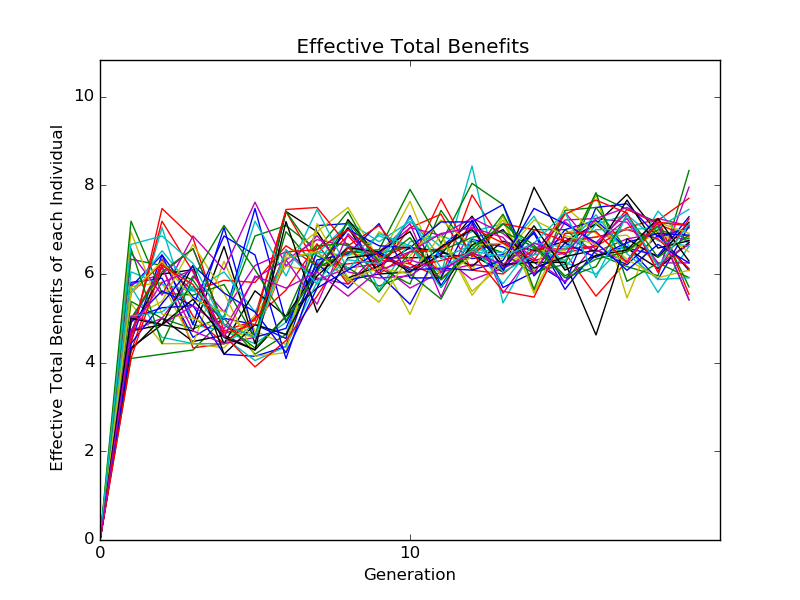 Effective Total Benefits
Effective Total Benefits of each Individual
10
8
6
4
2
0
0
10
Generation